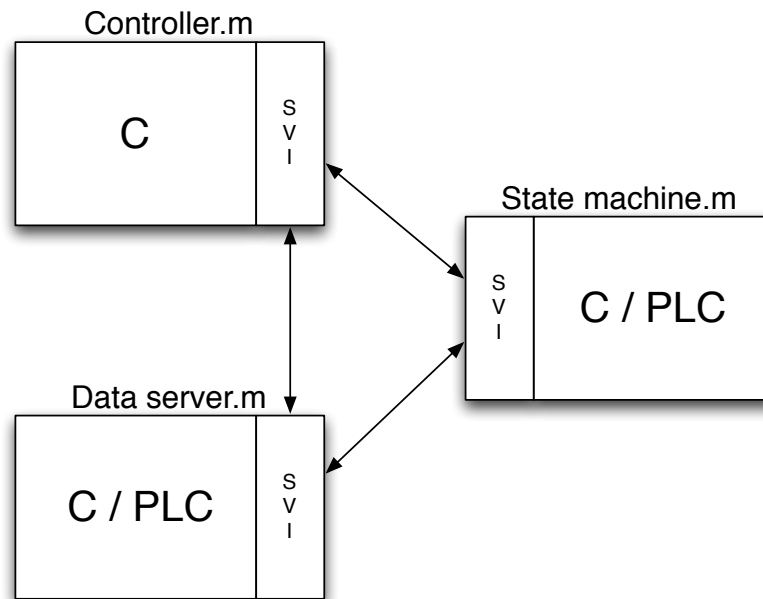 Controller.m
C
S
V
I
State machine.m
S
V
I
C / PLC
Data server.m
C / PLC
S
V
I